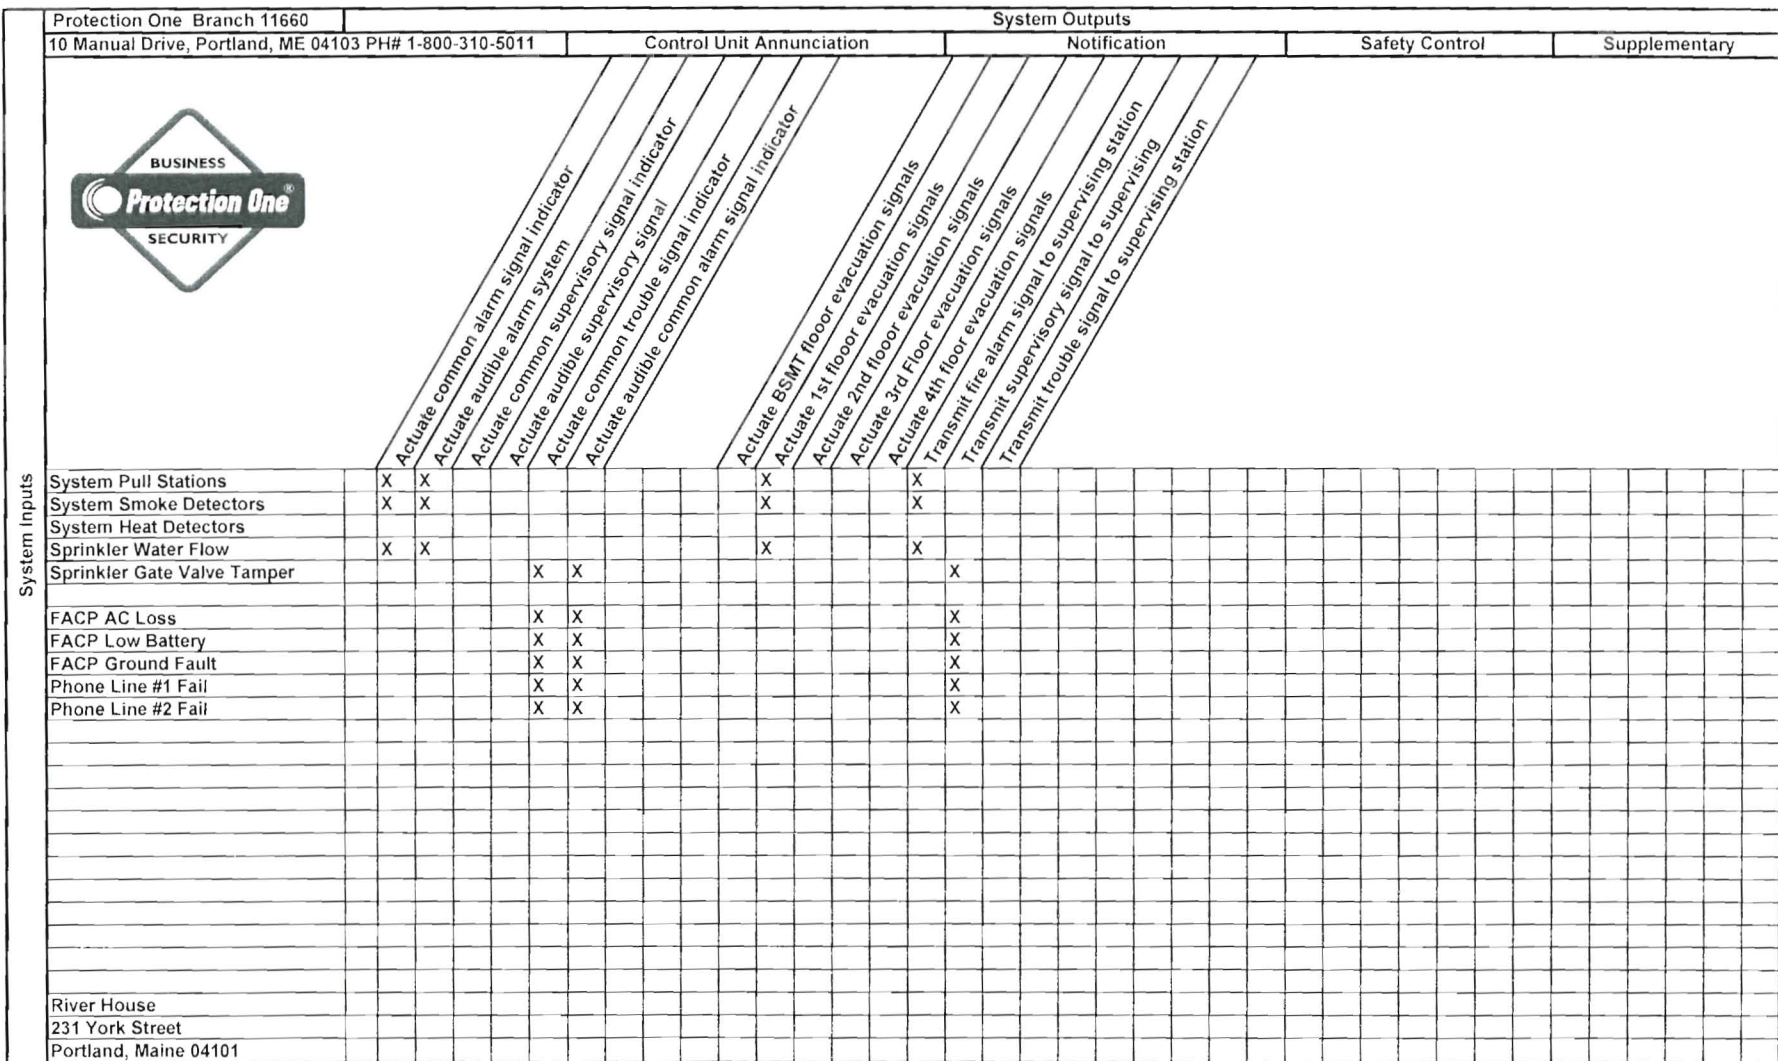 Protection One Branch 11660
System Outputs
10 Manual Drive, Portland, ME 04103 PH# 1-800-310-5011
Control Unit Annunciation
Notification
Safety Control
Supplementary
BUSINESS
Protection One®
SECURITY
Actuate common alarm signal indicator
Actuate audible alarm system
Actuate common supervisory signal indicator
Actuate audible supervisory signal
Actuate common trouble signal indicator
Actuate audible common alarm signal indicator
Actuate BSMT flooor evacuation signals
Actuate 1st flooor evacuation signals
Actuate 2nd flooor evacuation signals
Actuate 3rd Floor evacuation signals
Actuate 4th floor evacuation signals
Transmit fire alarm signal to supervising station
Transmit supervisory signal to supervising
Transmit trouble signal to supervising station
System Inputs
System Pull Stations X X X X
System Smoke Detectors X X X X
System Heat Detectors
Sprinkler Water Flow X X X X
Sprinkler Gate Valve Tamper X X X
FACP AC Loss X X X
FACP Low Battery X X X
FACP Ground Fault X X X
Phone Line #1 Fail X X X
Phone Line #2 Fail X X X
River House
231 York Street
Portland, Maine 04101